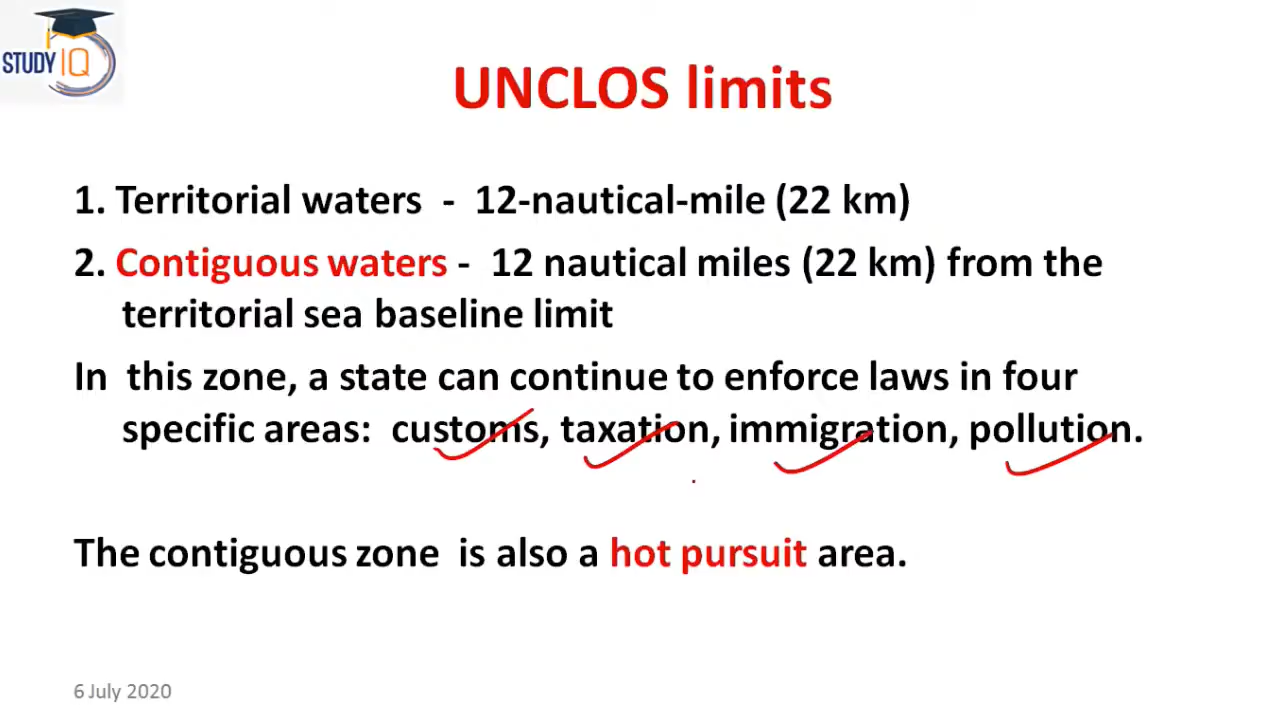 STUDY IQ
UNCLOS limits
1. Territorial waters - 12-nautical-mile (22 km)
2. Contiguous waters - 12 nautical miles (22 km) from the
territorial sea baseline limit
In this zone, a state can continue to enforce laws in four
specific areas: customs, taxation, immigration, pollution.
The contiguous zone is also a hot pursuit area.
6 July 2020